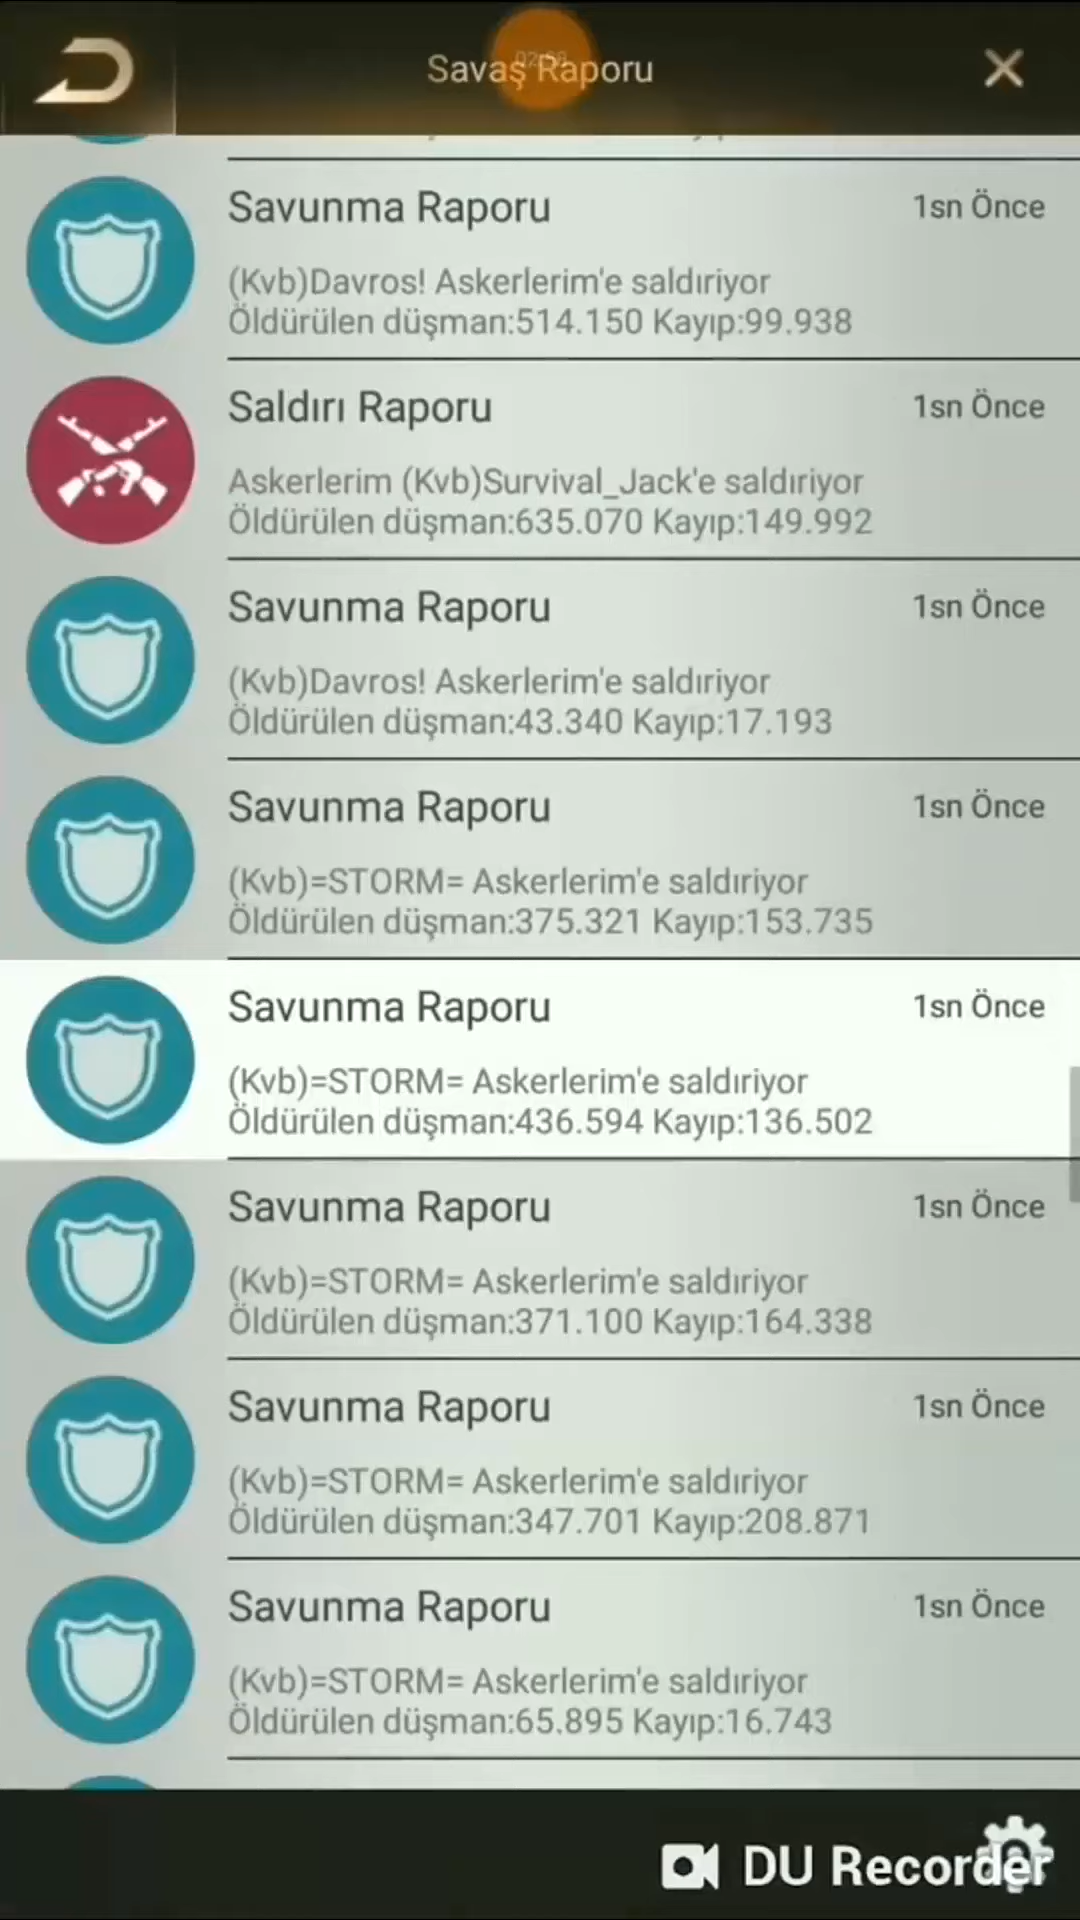 Savaş Raporu
Savunma Raporu
1sn Önce
(Kvb)Davros! Askerlerim'e saldırıyor
Öldürülen düşman:514.150 Kayıp:99.938
Saldırı Raporu
1sn Önce
Askerlerim (Kvb)Survival_Jack'e saldırıyor
Öldürülen düşman:635.070 Kayıp:149.992
Savunma Raporu
1sn Önce
(Kvb)Davros! Askerlerim'e saldırıyor
Öldürülen düşman:43.340 Kayıp:17.193
Savunma Raporu
1sn Önce
(Kvb)=STORM= Askerlerim'e saldırıyor
Öldürülen düşman:375.321 Kayıp:153.735
Savunma Raporu
1sn Önce
(Kvb)=STORM= Askerlerim'e saldırıyor
Öldürülen düşman:436.594 Kayıp:136.502
Savunma Raporu
1sn Önce
(Kvb)=STORM= Askerlerim'e saldırıyor
Öldürülen düşman:371.100 Kayıp:164.338
Savunma Raporu
1sn Önce
(Kvb)=STORM= Askerlerim'e saldırıyor
Öldürülen düşman:347.701 Kayıp:208.871
Savunma Raporu
1sn Önce
(Kvb)=STORM= Askerlerim'e saldırıyor
Öldürülen düşman:65.895 Kayıp:16.743
DU Recorder